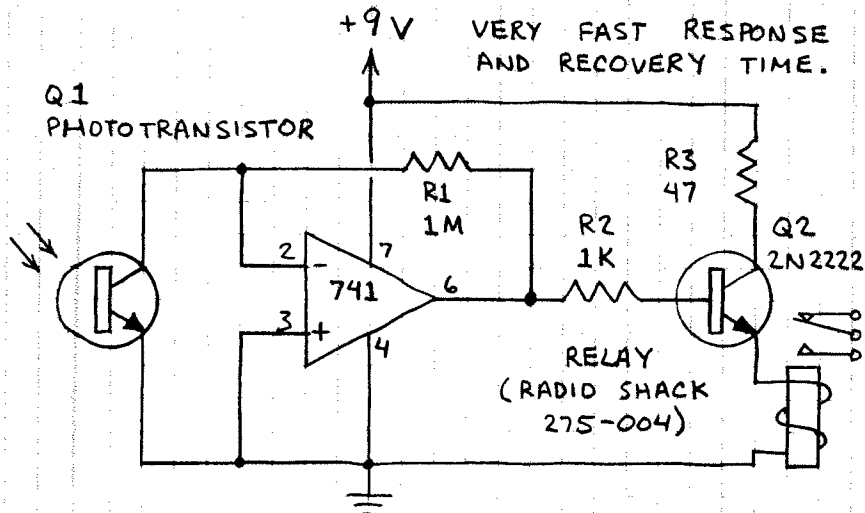 +9V
VERY FAST RESPONSE
AND RECOVERY TIME.
Q1
PHOTOTRANSISTOR
R1
1M
R3
47
R2
1K
Q2
2N2222
2
-
7
741
6
3
+
4
RELAY
(RADIO SHACK
275-004)